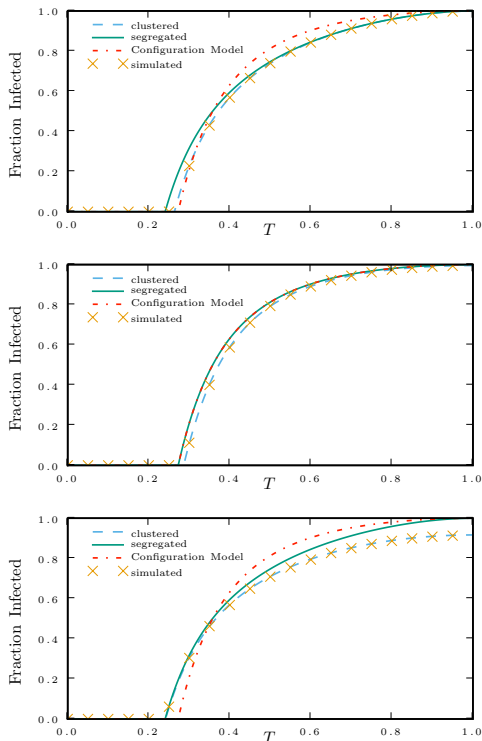 1.0
clustered
segregated
Configuration Model
simulated
0.8
0.6
0.4
0.2
0.0
Fraction Infected
0.0 0.2 0.4 0.6 0.8 1.0
T
1.0
clustered
segregated
Configuration Model
simulated
0.8
0.6
0.4
0.2
0.0
Fraction Infected
0.0 0.2 0.4 0.6 0.8 1.0
T
1.0
clustered
segregated
Configuration Model
simulated
0.8
0.6
0.4
0.2
0.0
Fraction Infected
0.0 0.2 0.4 0.6 0.8 1.0
T